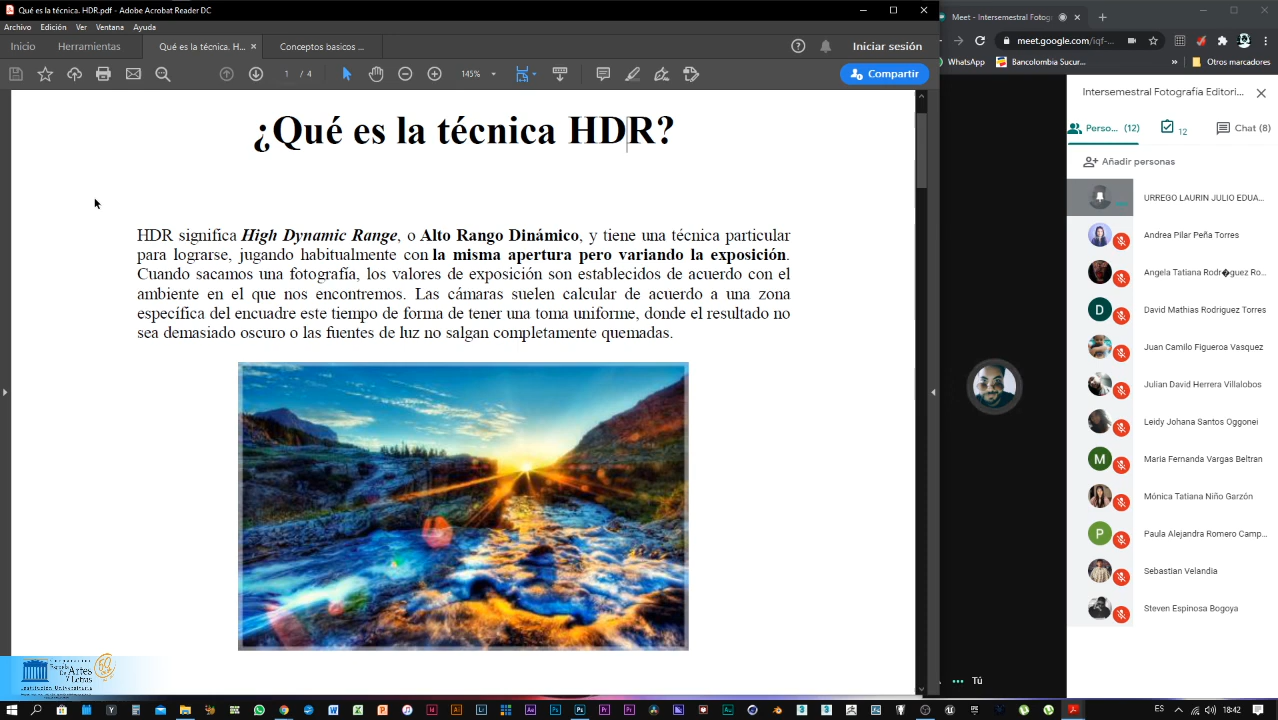 Qué es la técnica. HDR.pdf - Adobe Acrobat Reader DC
Archivo Edición Ver Ventana Ayuda
Inicio Herramientas Qué es la técnica. H... × Conceptos basicos ... Iniciar sesión
1 / 4 145% Compartir
¿Qué es la técnica HDR?
HDR significa High Dynamic Range, o Alto Rango Dinámico, y tiene una técnica particular
para lograrse, jugando habitualmente con la misma apertura pero variando la exposición.
Cuando sacamos una fotografía, los valores de exposición son establecidos de acuerdo con el
ambiente en el que nos encontremos. Las cámaras suelen calcular de acuerdo a una zona
específica del encuadre este tiempo de forma de tener una toma uniforme, donde el resultado no
sea demasiado oscuro o las fuentes de luz no salgan completamente quemadas.
Meet - Intersemestral Fotogr
meet.google.com/iqf-...
WhatsApp Bancolombia Sucur... » Otros marcadores
Intersemestral Fotografía Editori...
Perso... (12) 12 Chat (8)
Añadir personas
URREGO LAURIN JULIO EDUA...
Andrea Pilar Peña Torres
Angela Tatiana Rodr�guez Ro...
David Mathias Rodriguez Torres
Juan Camilo Figueroa Vasquez
Julian David Herrera Villalobos
Leidy Johana Santos Oggonei
Maria Fernanda Vargas Beltran
Mónica Tatiana Niño Garzón
Paula Alejandra Romero Camp...
Sebastian Velandia
Steven Espinosa Bogoya
D
M
P
Tú
ES 18:42